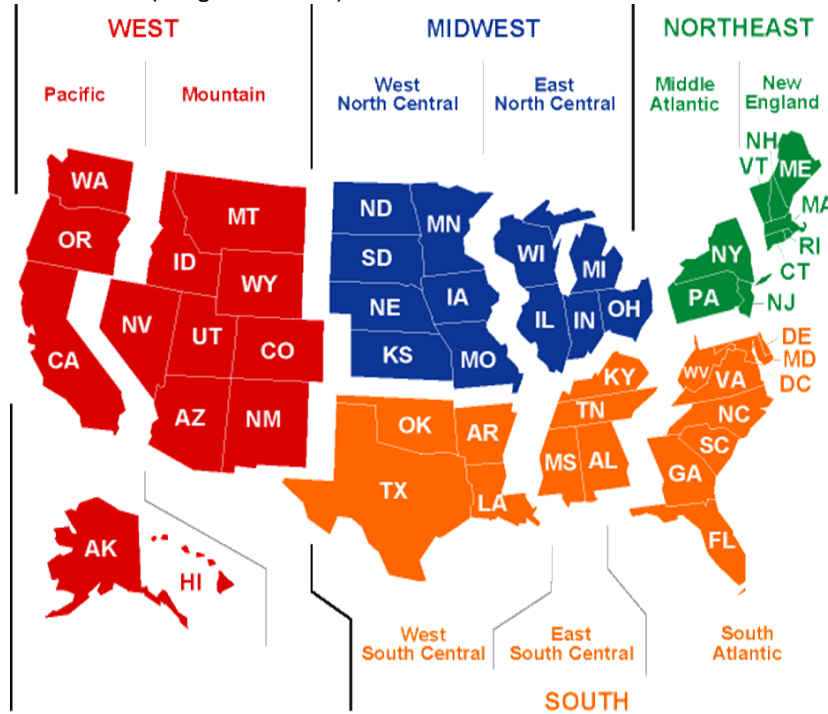 WEST
MIDWEST
NORTHEAST
Pacific
Mountain
West
North Central
East
North Central
Middle
Atlantic
New
England
NH
VT
ME
MA
RI
CT
NJ
NY
PA
WA
OR
CA
MT
ID
WY
NV
UT
CO
AZ
NM
ND
SD
NE
KS
MN
IA
MO
WI
MI
IL
IN
OH
DE
MD
DC
WV
VA
KY
TN
NC
SC
OK
AR
TX
LA
MS
AL
GA
FL
AK
HI
West
South Central
East
South Central
South
Atlantic
SOUTH